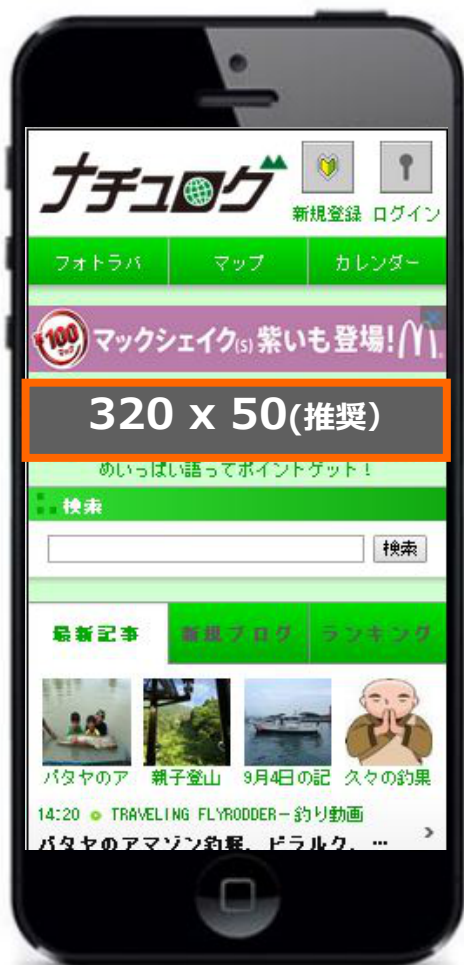 ナチュログ
新規登録 ログイン
フォトラバ マップ カレンダー
¥100
マック
マックシェイク(S) 紫いも登場!
320 x 50(推奨)
めいっぱい語ってポイントゲット!
検索
検索
最新記事 新規ブログ ランキング
パタヤのア 親子登山 9月4日の記 久々の釣果
14:20 TRAVELING FLYRODDER－釣り動画
パタヤのアマゾン釣堀，ピラルク，…